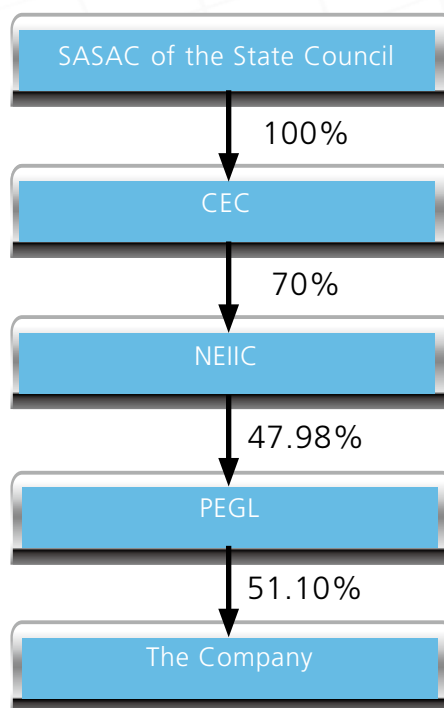 SASAC of the State Council
100%
CEC
70%
NEIIC
47.98%
PEGL
51.10%
The Company